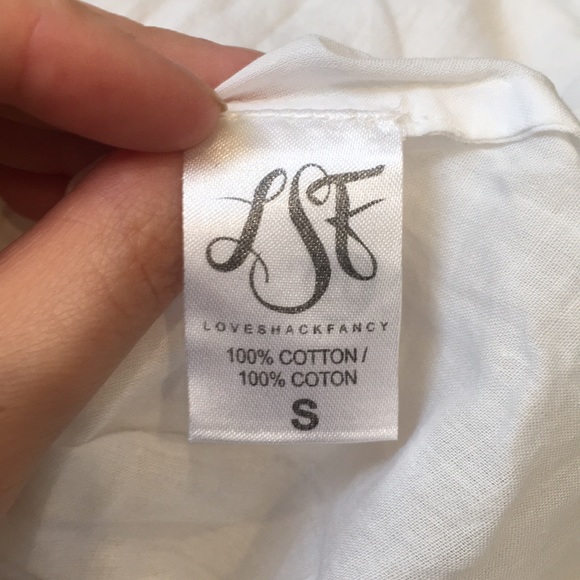 LSF
LOVESHACKFANCY
100% COTTON /
100% COTON
S